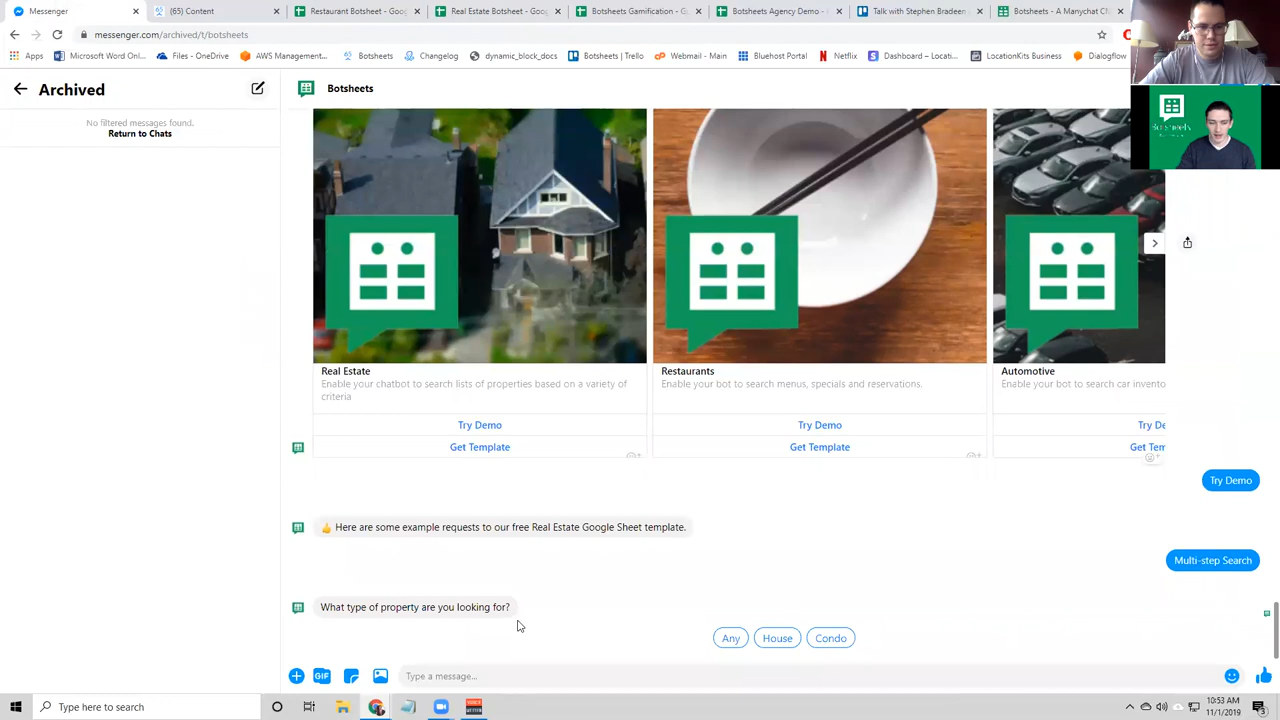 Messenger
(65) Content
Restaurant Botsheet - Goog
Real Estate Botsheet - Goog
Botsheets Gamification - G
Botsheets Agency Demo -
Talk with Stephen Bradeen
Botsheets - A Manychat C
messenger.com/archived/t/botsheets
Apps
Microsoft Word Onl...
Files - OneDrive
AWS Management...
Botsheets
Changelog
dynamic_block_docs
Botsheets | Trello
Webmail - Main
Bluehost Portal
Netflix
Dashboard – Locati...
LocationKits Business
Dialogflow
Archived
No filtered messages found.
Return to Chats
Botsheets
Real Estate
Enable your chatbot to search lists of properties based on a variety of
criteria
Try Demo
Get Template
Restaurants
Enable your bot to search menus, specials and reservations.
Try Demo
Get Template
Automotive
Enable your bot to search car invento
Try De
Get Tem
Try Demo
👍 Here are some example requests to our free Real Estate Google Sheet template.
Multi-step Search
What type of property are you looking for?
Any
House
Condo
GIF
Type a message...
Type here to search
10:53 AM
11/1/2019